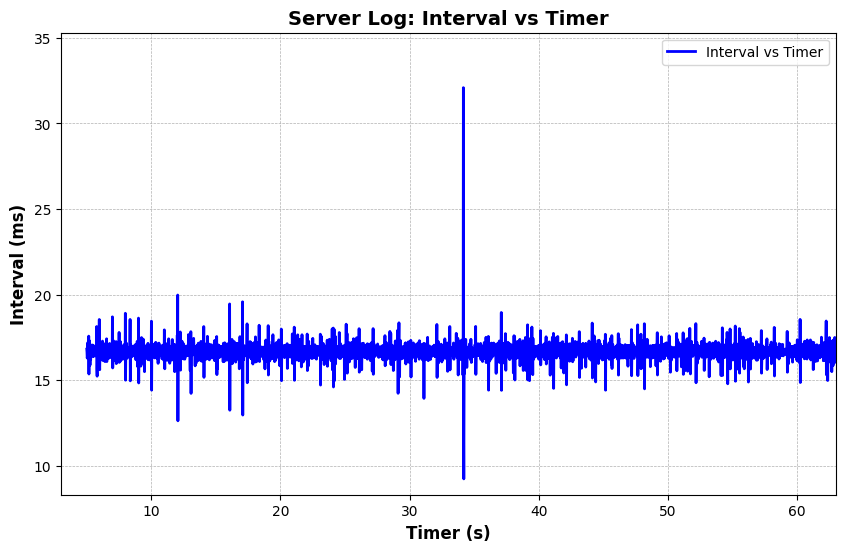 Server Log: Interval vs Timer
Interval vs Timer
Interval (ms)
35
30
25
20
15
10
10 20 30 40 50 60
Timer (s)